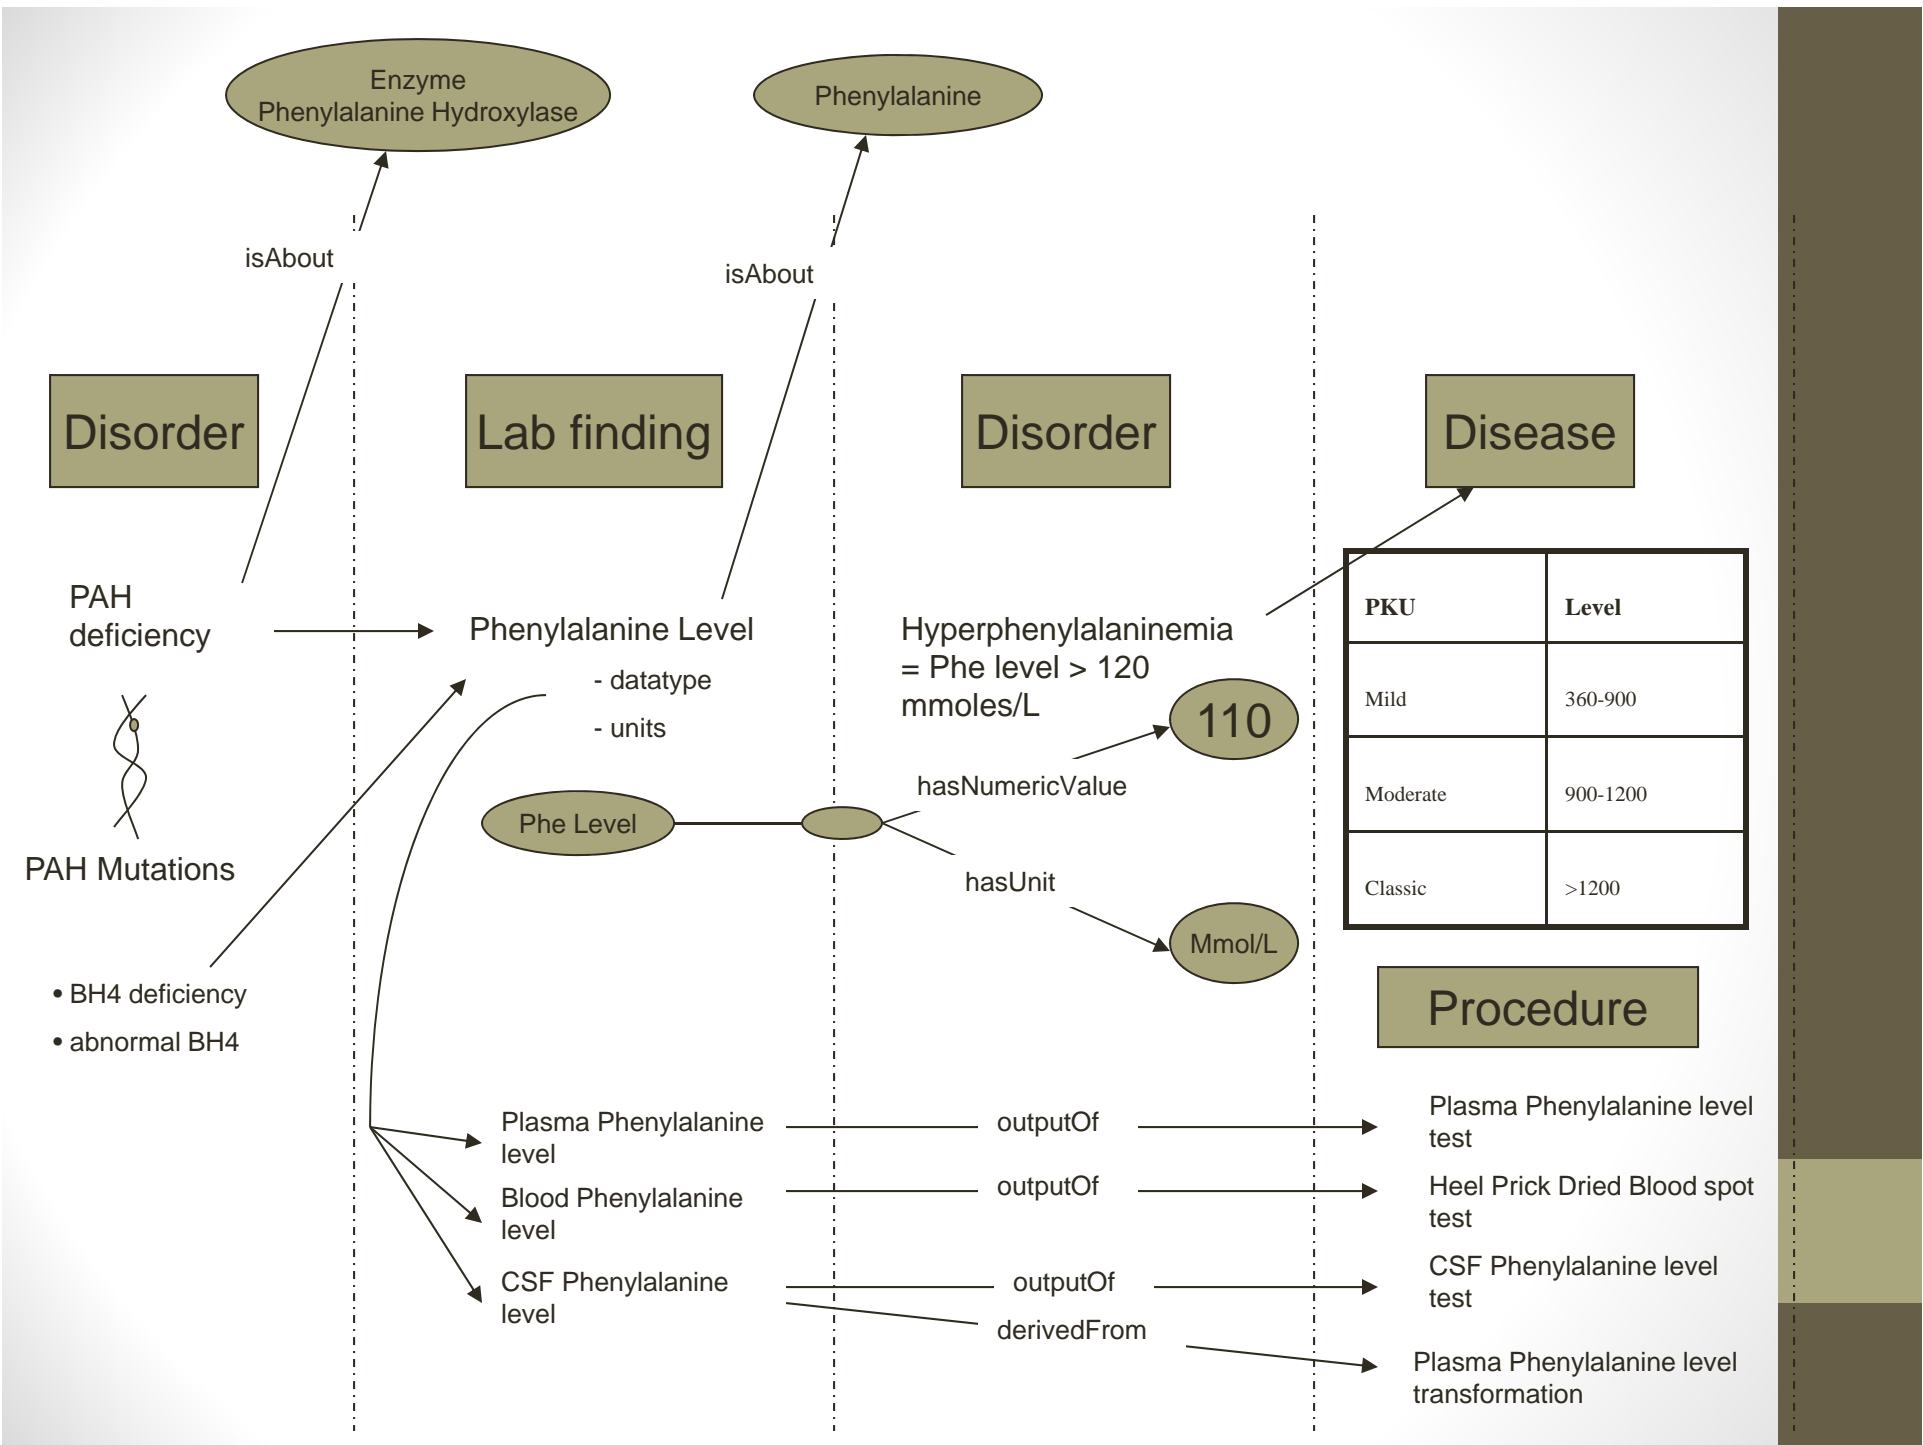 Enzyme
Phenylalanine Hydroxylase
Phenylalanine
isAbout
isAbout
Disorder
Lab finding
Disorder
Disease
PAH
deficiency
PAH Mutations
• BH4 deficiency
• abnormal BH4
Phenylalanine Level
- datatype
- units
Phe Level
Hyperphenylalaninemia
= Phe level > 120
mmoles/L
110
hasNumericValue
hasUnit
Mmol/L
PKU Level
Mild 360-900
Moderate 900-1200
Classic >1200
Procedure
Plasma Phenylalanine
level
outputOf
Plasma Phenylalanine level
test
Blood Phenylalanine
level
outputOf
Heel Prick Dried Blood spot
test
CSF Phenylalanine
level
outputOf
CSF Phenylalanine level
test
derivedFrom
Plasma Phenylalanine level
transformation